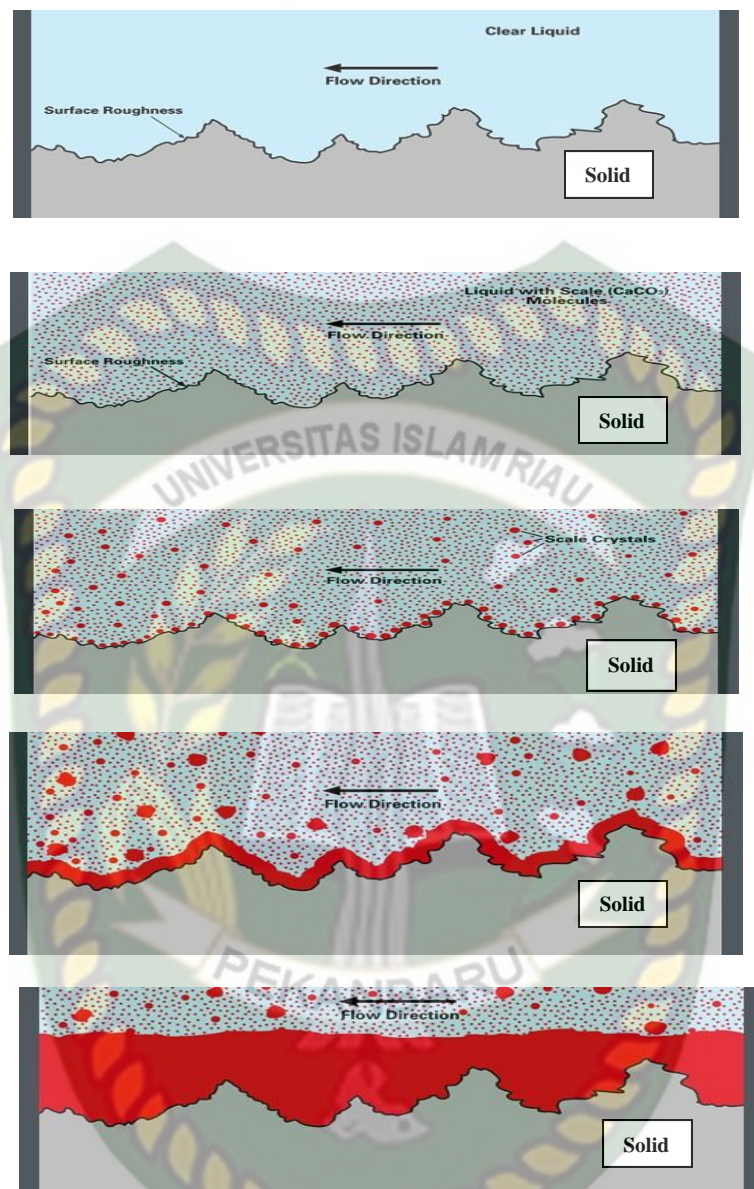 Clear Liquid
Flow Direction
Surface Roughness
Solid
Liquid with Scale (CaCO₃)
Molecules
Flow Direction
Surface Roughness
Solid
UNIVERSITAS ISLAM RIAU
Scale Crystals
Flow Direction
Solid
Flow Direction
Solid
PEKANBARU
Flow Direction
Solid